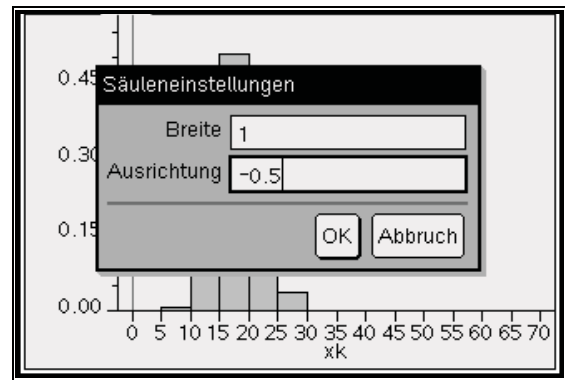 0.45
Säuleneinstellungen
Breite 1
0.30
Ausrichtung -0.5
0.15
OK Abbruch
0.00
0 5 10 15 20 25 30 35 40 45 50 55 60 65 70
xk